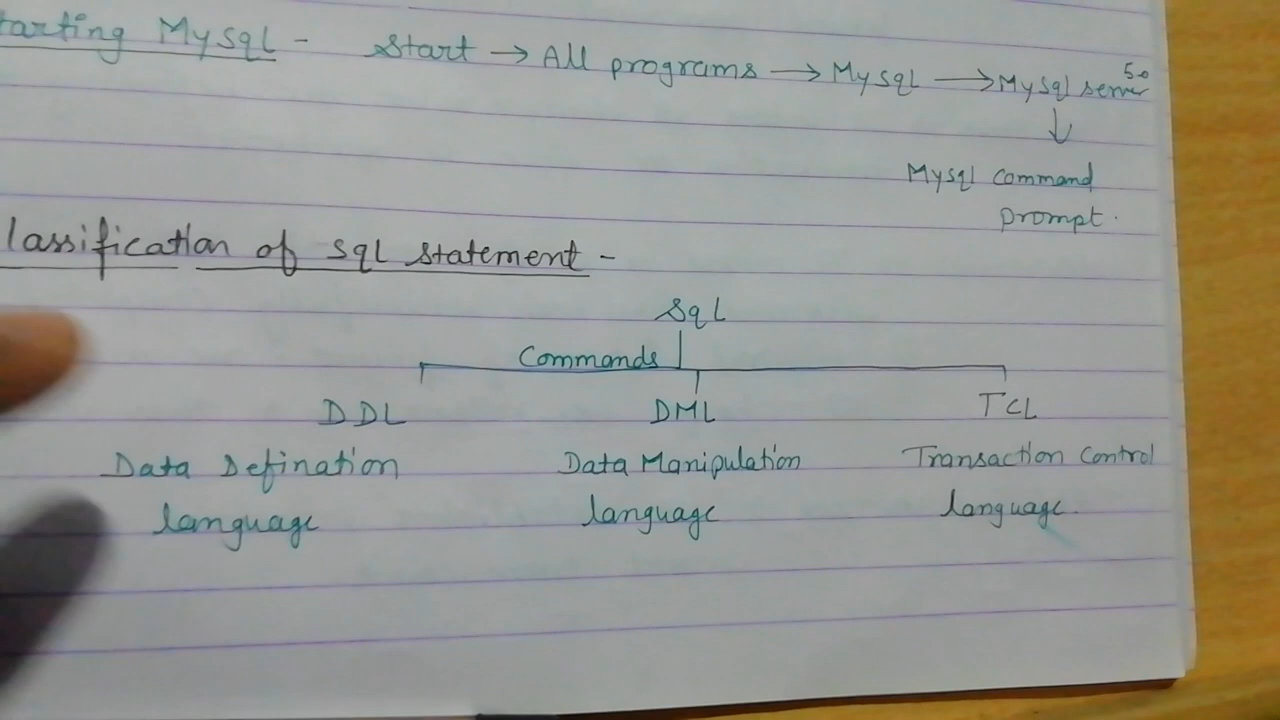 tarting MySql - Start → All programs → Mysql → MySql server 5.0
↓
Mysql command
prompt.
lassification of sql statement -
Sql
Commands
DDL DML TCL
Data Defination Data Manipulation Transaction Control
language language language.